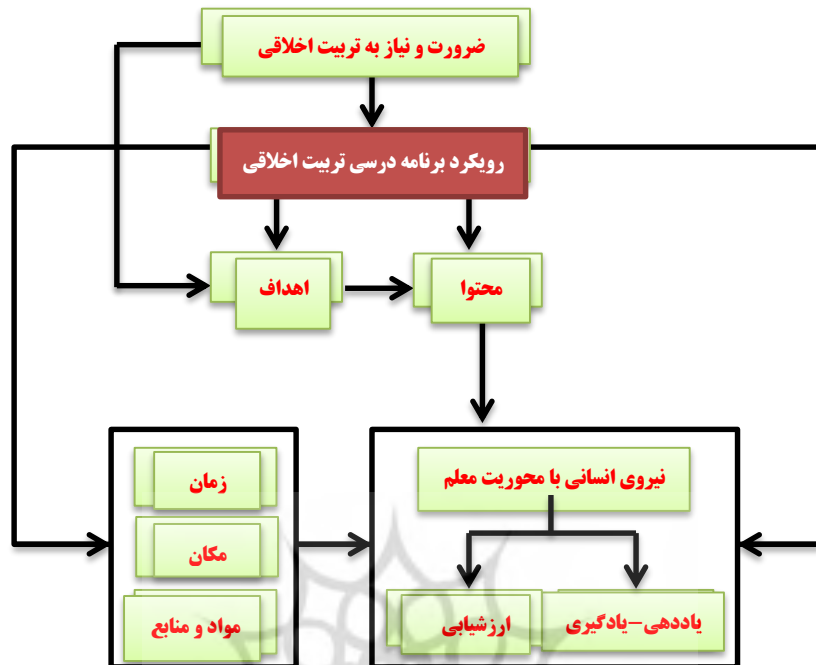 ضرورت و نیاز به تربیت اخلاقی
رویکرد برنامه درسی تربیت اخلاقی
محتوا
اهداف
نیروی انسانی با محوریت معلم
یاددهی-یادگیری
ارزشیابی
زمان
مکان
مواد و منابع